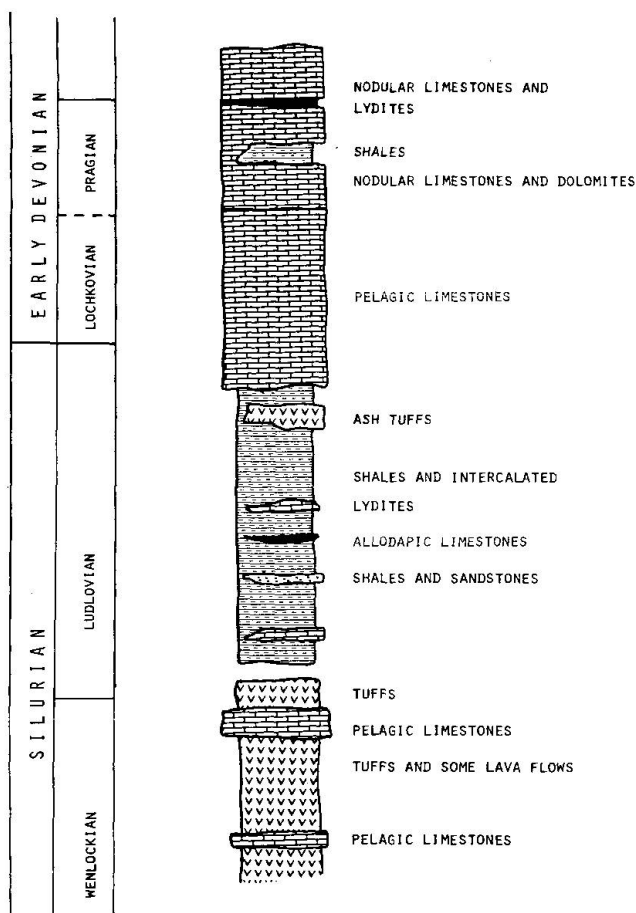 EARLY DEVONIAN
SILURIAN
PRAGIAN
LOCHKOVIAN
LUDLOVIAN
WENLOCKIAN
NODULAR LIMESTONES AND
LYDITES
SHALES
NODULAR LIMESTONES AND DOLOMITES
PELAGIC LIMESTONES
ASH TUFFS
SHALES AND INTERCALATED
LYDITES
ALLODAPIC LIMESTONES
SHALES AND SANDSTONES
TUFFS
PELAGIC LIMESTONES
TUFFS AND SOME LAVA FLOWS
PELAGIC LIMESTONES